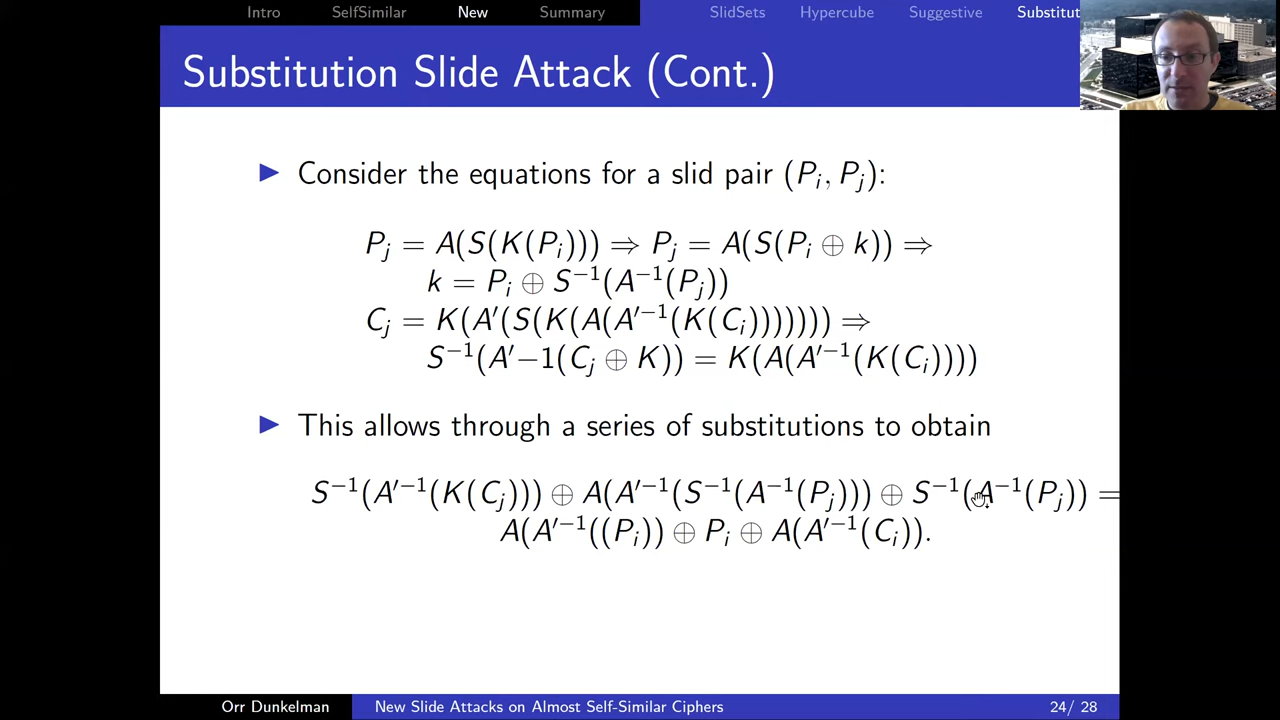 Intro SelfSimilar New Summary SlidSets Hypercube Suggestive Substitut
Substitution Slide Attack (Cont.)
▶ Consider the equations for a slid pair (P_i, P_j):
P_j = A(S(K(P_i))) ⇒ P_j = A(S(P_i ⊕ k)) ⇒
k = P_i ⊕ S⁻¹(A⁻¹(P_j))
C_j = K(A′(S(K(A(A′⁻¹(K(C_i))))))) ⇒
S⁻¹(A′−1(C_j ⊕ K)) = K(A(A′⁻¹(K(C_i))))
▶ This allows through a series of substitutions to obtain
S⁻¹(A′⁻¹(K(C_j))) ⊕ A(A′⁻¹(S⁻¹(A⁻¹(P_j))) ⊕ S⁻¹(A⁻¹(P_j)) =
A(A′⁻¹((P_i)) ⊕ P_i ⊕ A(A′⁻¹(C_i)).
Orr Dunkelman New Slide Attacks on Almost Self-Similar Ciphers 24/ 28